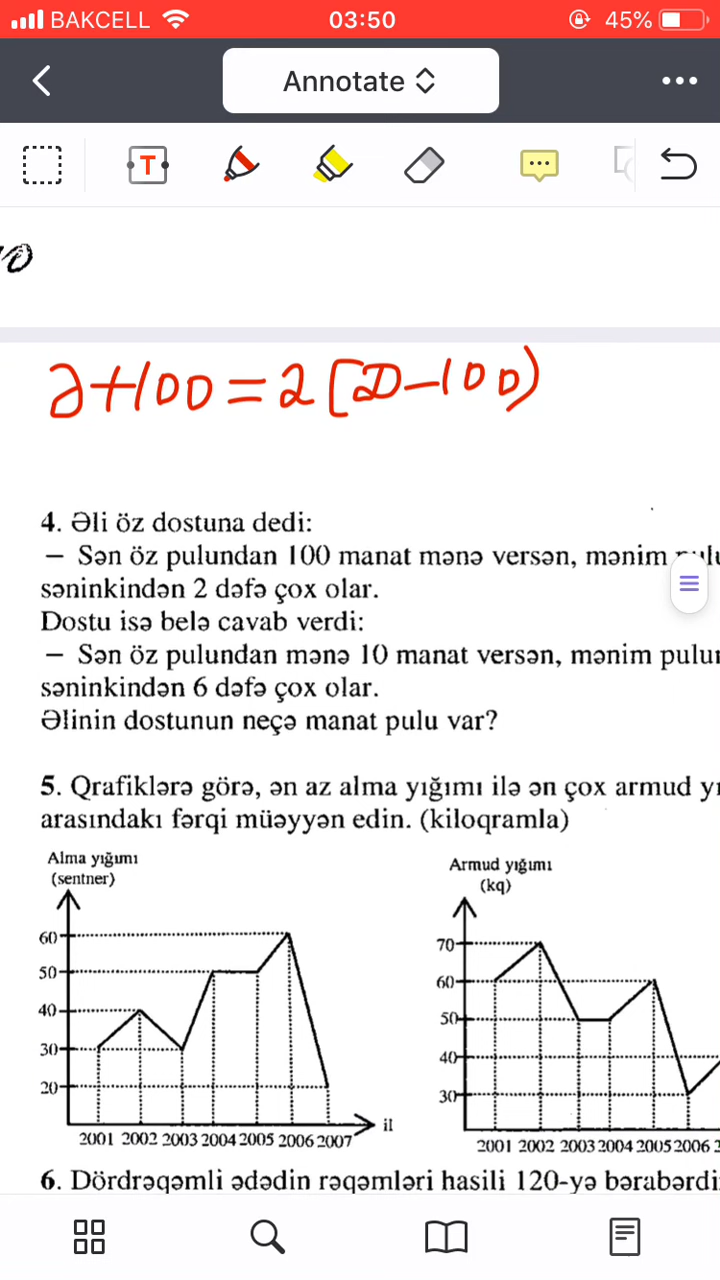 BAKCELL 03:50 45%
Annotate
T
ə+100=2[D-100)
4. Əli öz dostuna dedi:
– Sən öz pulundan 100 manat mənə versən, mənim
səninkindən 2 dəfə çox olar.
Dostu isə belə cavab verdi:
– Sən öz pulundan mənə 10 manat versən, mənim
səninkindən 6 dəfə çox olar.
Əlinin dostunun neçə manat pulu var?
5. Qrafiklərə görə, ən az alma yığımı ilə ən çox armud
arasındakı fərqi müəyyən edin. (kiloqramla)
Alma yığımı
(sentner)
60
50
40
30
20
il
2001 2002 2003 2004 2005 2006 2007
Armud yığımı
(kq)
70
60
50
40
30
2001 2002 2003 2004 2005 2006
6. Dördrəqəmli ədədin rəqəmləri hasili 120-yə